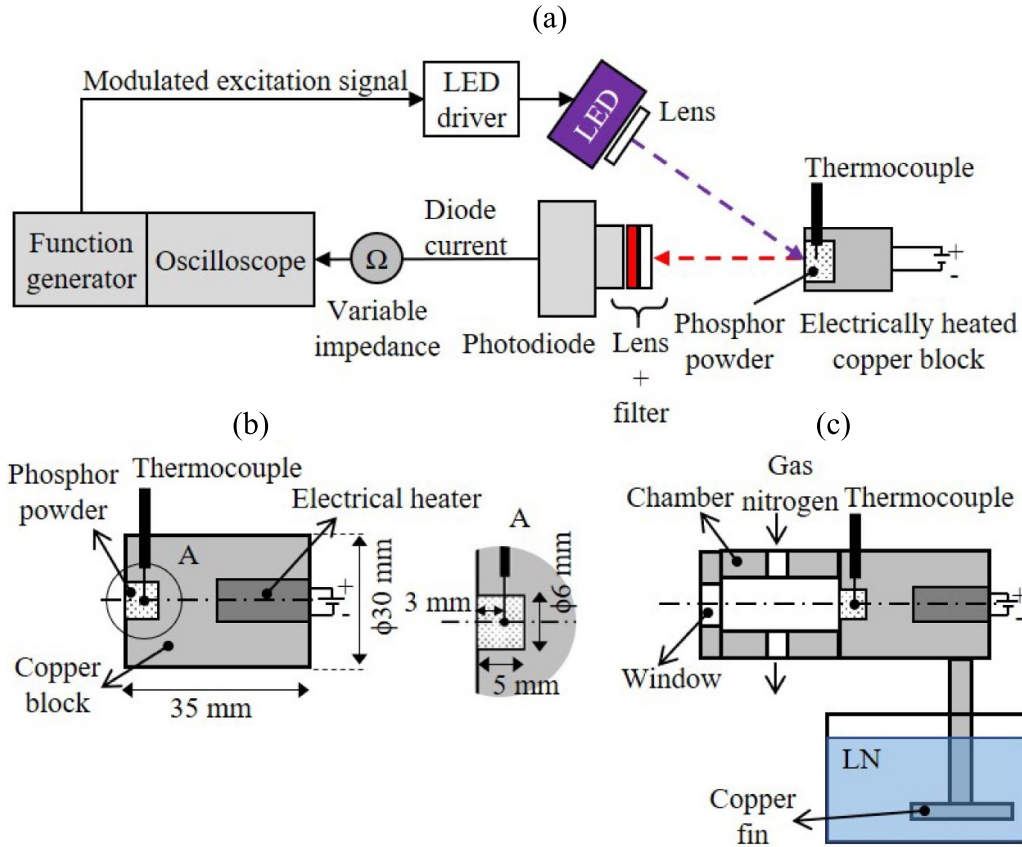 (a)
Modulated excitation signal
LED
driver
LED
Lens
Thermocouple
Function
generator
Oscilloscope
Diode
current
Ω
Variable
impedance
Photodiode
Lens
+
filter
Phosphor
powder
+
-
Electrically heated
copper block
(b)
Phosphor
powder
Thermocouple
Electrical heater
A
+
-
ϕ30 mm
Copper
block
35 mm
A
3 mm
ϕ6 mm
5 mm
(c)
Gas
nitrogen
Chamber
Thermocouple
+
-
Window
LN
Copper
fin